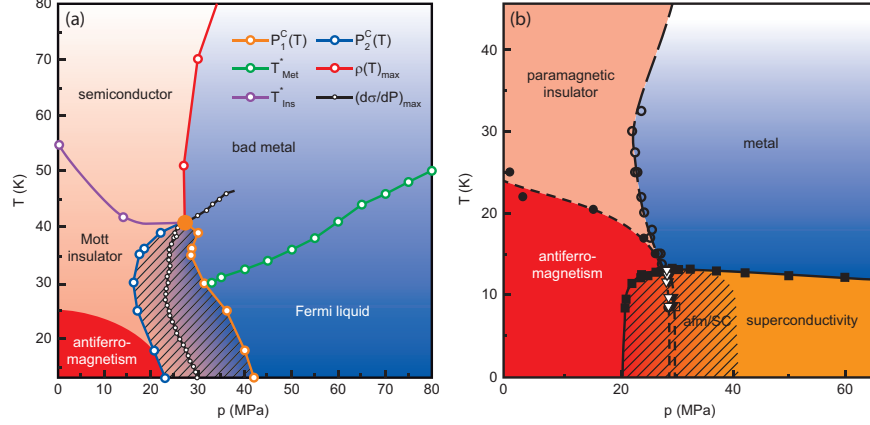 (a)
P₁ᶜ(T)
P₂ᶜ(T)
T*Met
ρ(T)max
T*Ins
(dσ/dP)max
semiconductor
bad metal
Mott
insulator
Fermi liquid
antiferro-
magnetism
80
70
60
50
40
30
20
T (K)
0
10
20
30
40
50
60
70
80
p (MPa)
(b)
paramagnetic
insulator
metal
antiferro-
magnetism
afm/SC
superconductivity
40
30
20
10
0
T (K)
0
20
40
60
p (MPa)